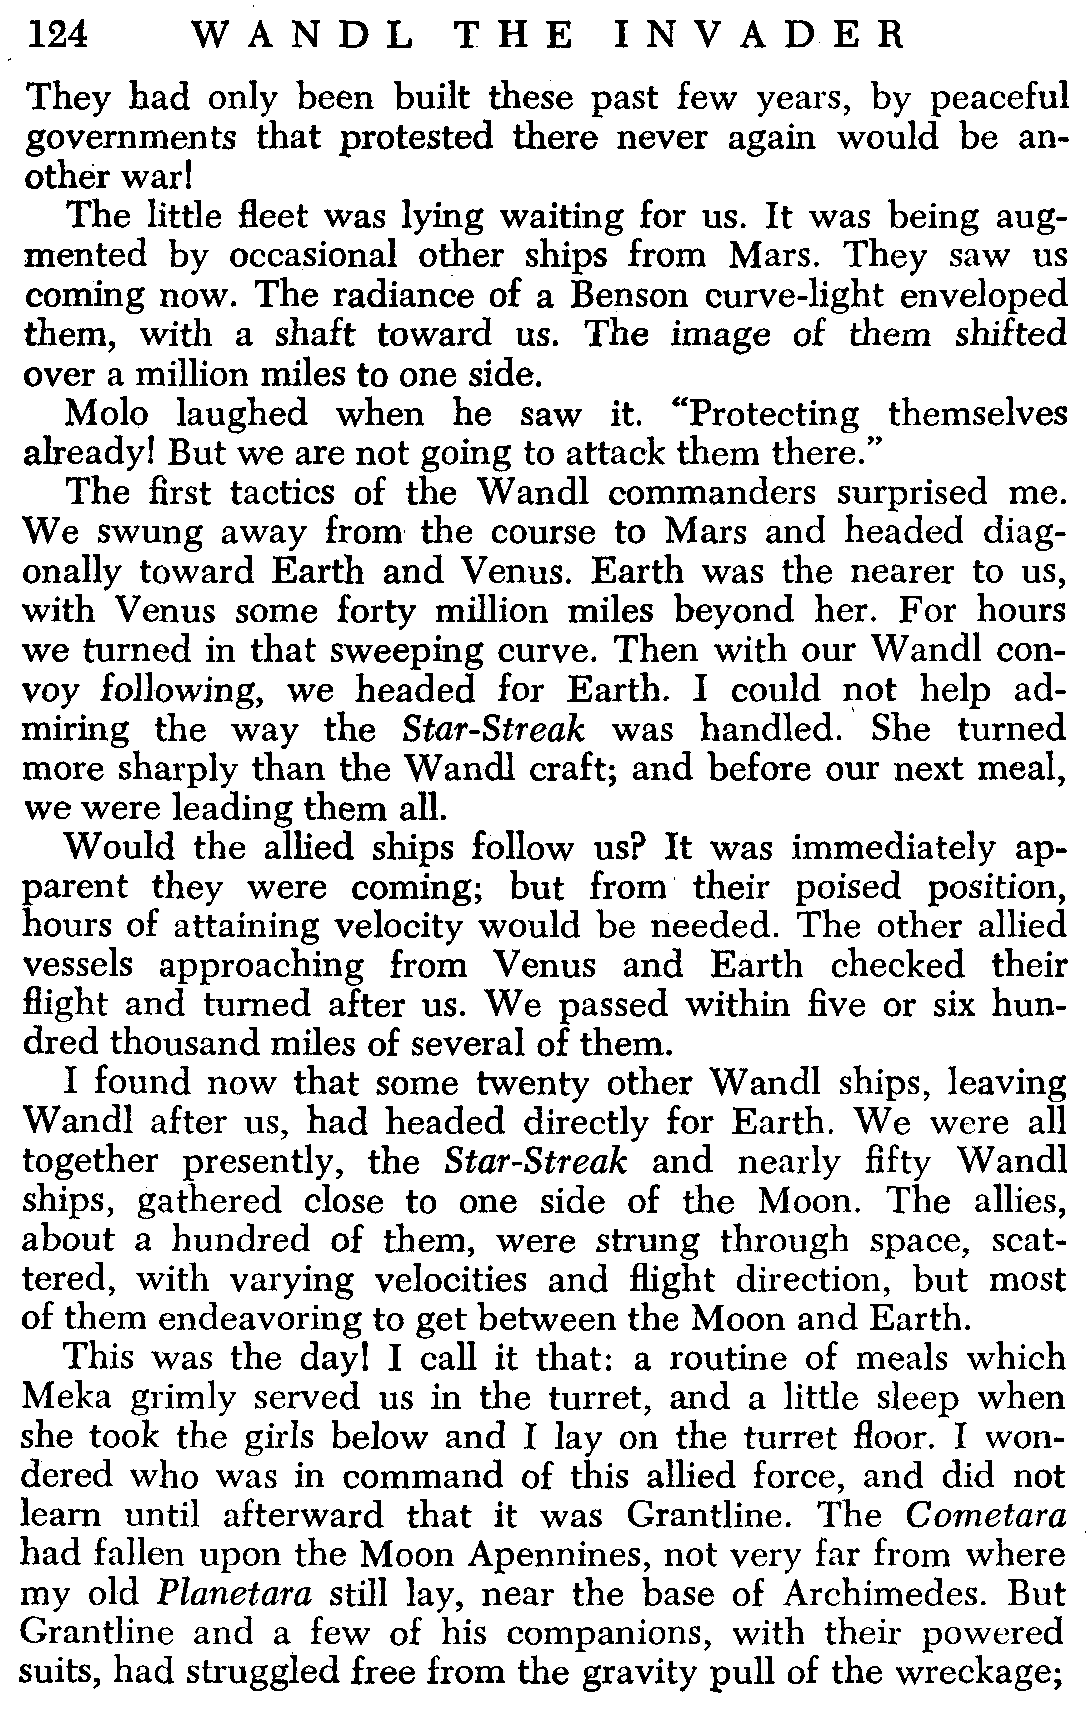 124 WANDL THE INVADER
They had only been built these past few years, by peaceful
governments that protested there never again would be an-
other war!
The little fleet was lying waiting for us. It was being aug-
mented by occasional other ships from Mars. They saw us
coming now. The radiance of a Benson curve-light enveloped
them, with a shaft toward us. The image of them shifted
over a million miles to one side.
Molo laughed when he saw it. “Protecting themselves
already! But we are not going to attack them there.”
The first tactics of the Wandl commanders surprised me.
We swung away from the course to Mars and headed diag-
onally toward Earth and Venus. Earth was the nearer to us,
with Venus some forty million miles beyond her. For hours
we turned in that sweeping curve. Then with our Wandl con-
voy following, we headed for Earth. I could not help ad-
miring the way the Star-Streak was handled. She turned
more sharply than the Wandl craft; and before our next meal,
we were leading them all.
Would the allied ships follow us? It was immediately ap-
parent they were coming; but from their poised position,
hours of attaining velocity would be needed. The other allied
vessels approaching from Venus and Earth checked their
flight and turned after us. We passed within five or six hun-
dred thousand miles of several of them.
I found now that some twenty other Wandl ships, leaving
Wandl after us, had headed directly for Earth. We were all
together presently, the Star-Streak and nearly fifty Wandl
ships, gathered close to one side of the Moon. The allies,
about a hundred of them, were strung through space, scat-
tered, with varying velocities and flight direction, but most
of them endeavoring to get between the Moon and Earth.
This was the day! I call it that: a routine of meals which
Meka grimly served us in the turret, and a little sleep when
she took the girls below and I lay on the turret floor. I won-
dered who was in command of this allied force, and did not
learn until afterward that it was Grantline. The Cometara
had fallen upon the Moon Apennines, not very far from where
my old Planetara still lay, near the base of Archimedes. But
Grantline and a few of his companions, with their powered
suits, had struggled free from the gravity pull of the wreckage;